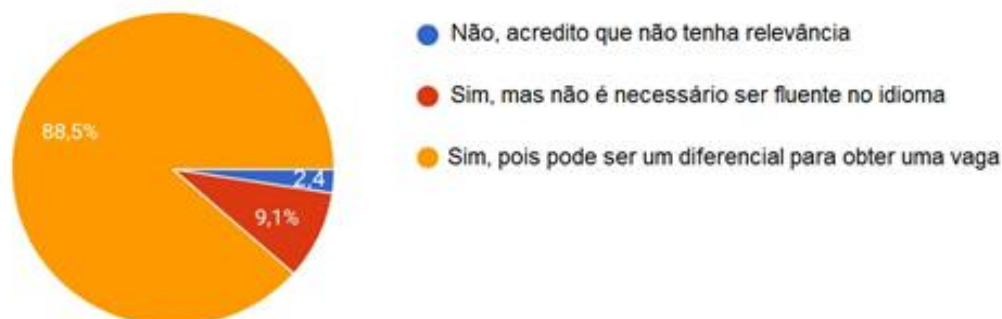 Não, acredito que não tenha relevância
88,5%
Sim, mas não é necessário ser fluente no idioma
Sim, pois pode ser um diferencial para obter uma vaga
2,4
9,1%